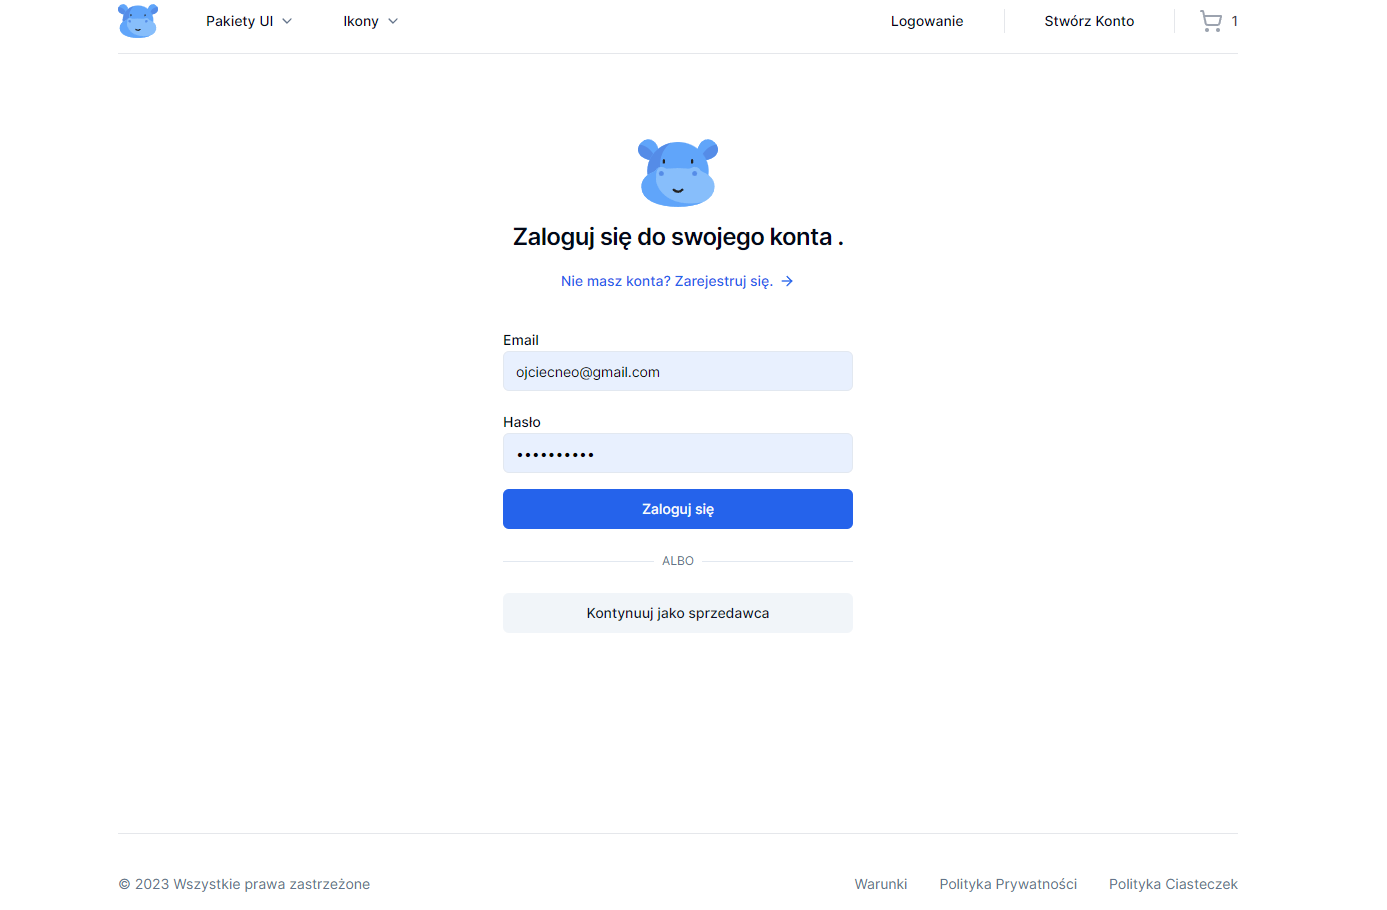 Pakiety UI
Ikony
Logowanie
Stwórz Konto
1
Zaloguj się do swojego konta .
Nie masz konta? Zarejestruj się. →
Email
ojciecneo@gmail.com
Hasło
••••••••••
Zaloguj się
ALBO
Kontynuuj jako sprzedawca
© 2023 Wszystkie prawa zastrzeżone
Warunki
Polityka Prywatności
Polityka Ciasteczek